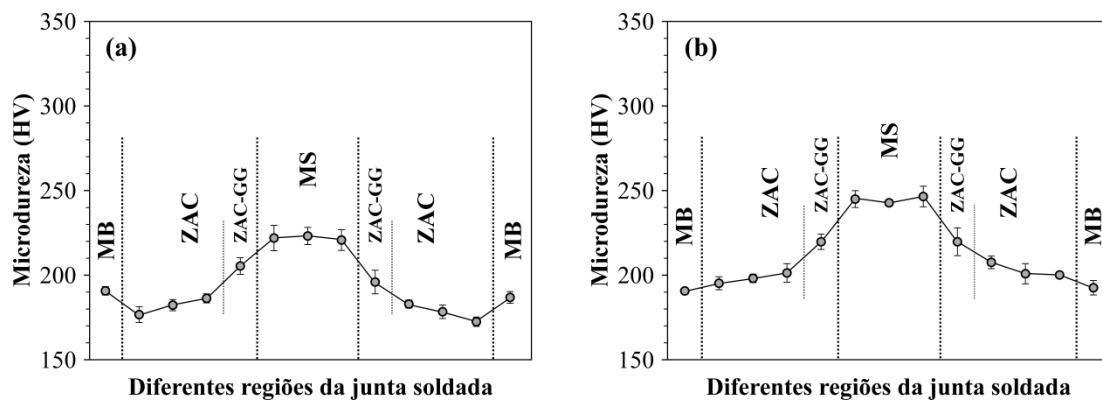 (a)
Microdureza (HV)
350
300
250
200
150
MB
ZAC
ZAC-GG
MS
ZAC-GG
ZAC
MB
Diferentes regiões da junta soldada
(b)
Microdureza (HV)
350
300
250
200
150
MB
ZAC
ZAC-GG
MS
ZAC-GG
ZAC
MB
Diferentes regiões da junta soldada